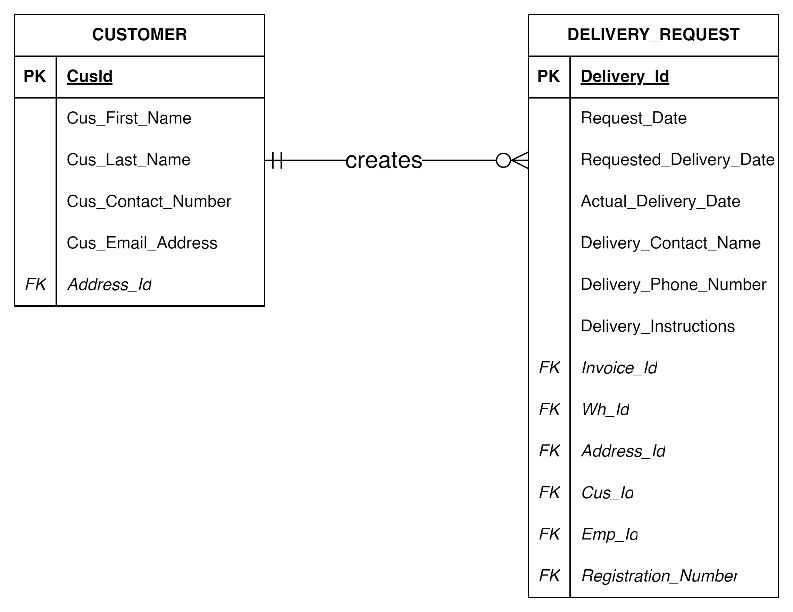 CUSTOMER
PK CusId
Cus_First_Name
Cus_Last_Name
Cus_Contact_Number
Cus_Email_Address
FK Address_Id
creates
DELIVERY_REQUEST
PK Delivery_Id
Request_Date
Requested_Delivery_Date
Actual_Delivery_Date
Delivery_Contact_Name
Delivery_Phone_Number
Delivery_Instructions
FK Invoice_Id
FK Wh_Id
FK Address_Id
FK Cus_Id
FK Emp_Id
FK Registration_Number